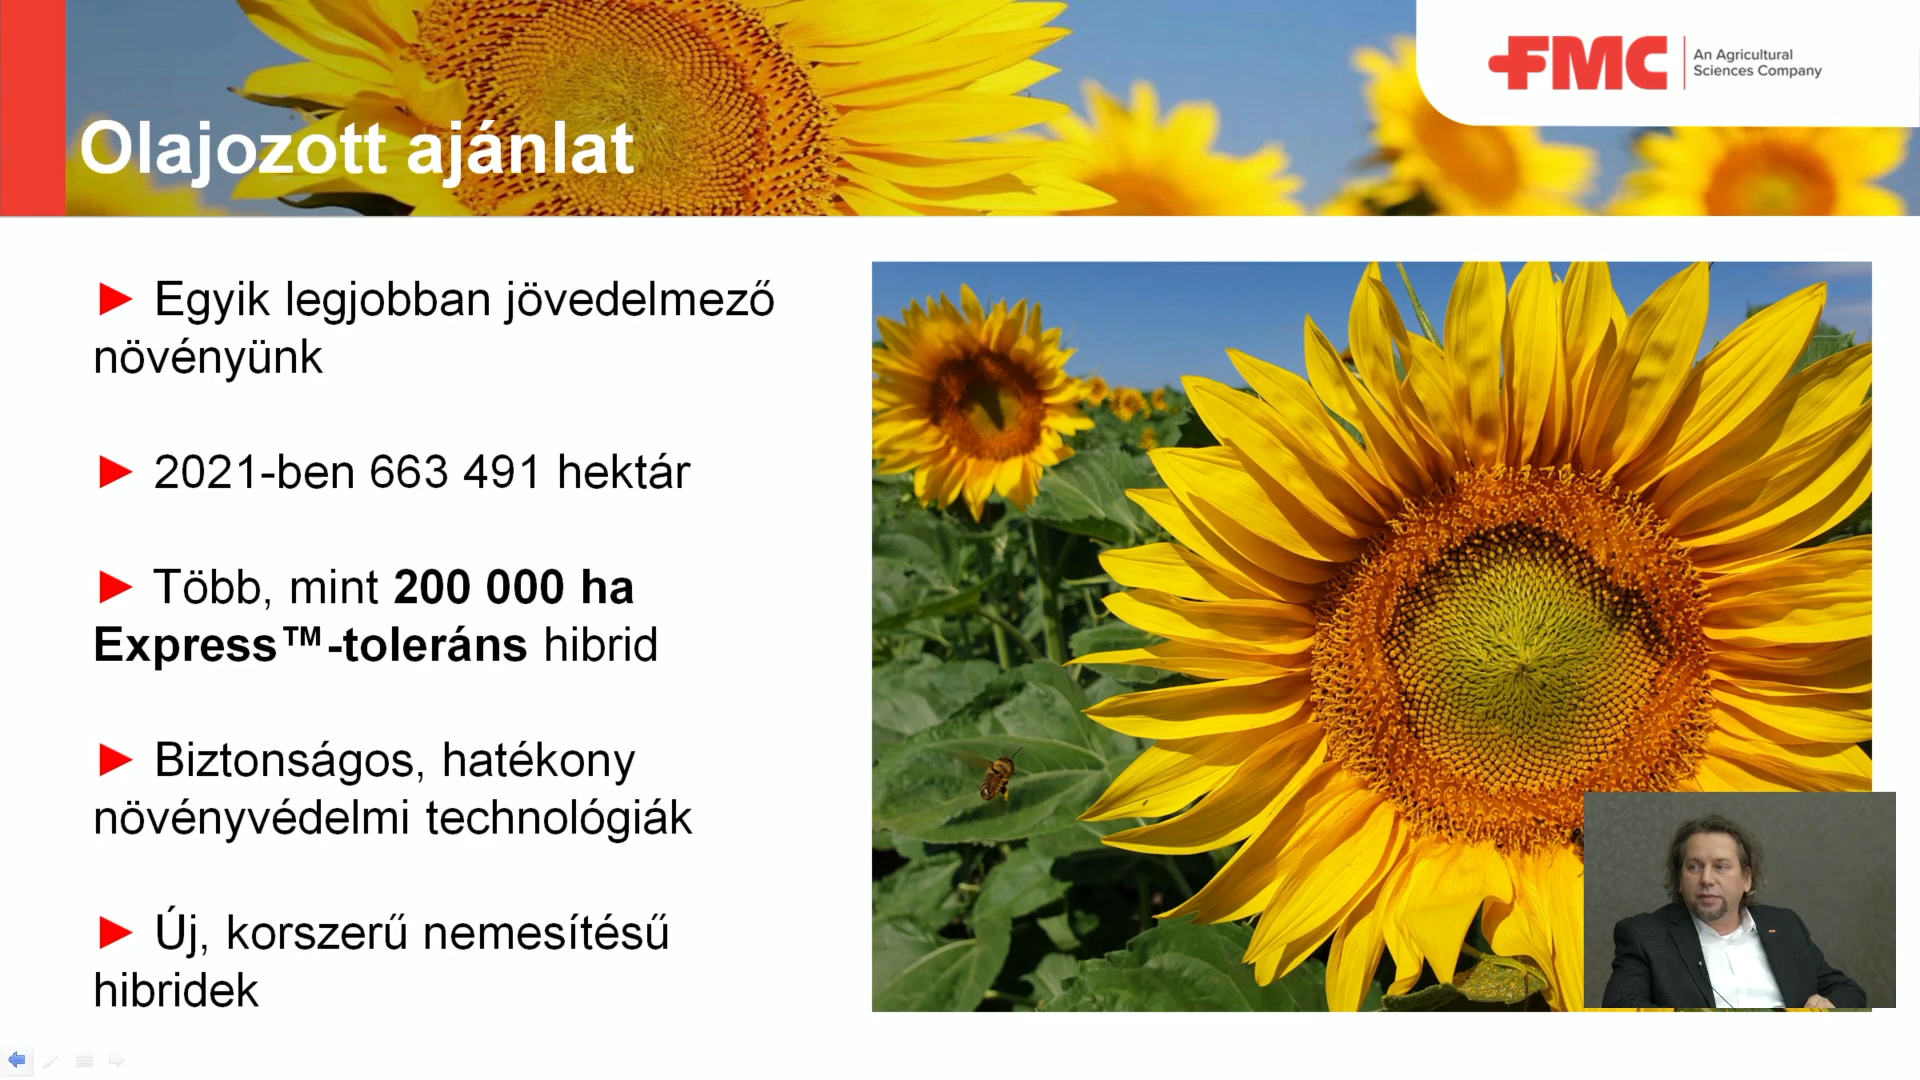 FMC
An Agricultural
Sciences Company
Olajozott ajánlat
► Egyik legjobban jövedelmező
növényünk
► 2021-ben 663 491 hektár
► Több, mint 200 000 ha
Express™-toleráns hibrid
► Biztonságos, hatékony
növényvédelmi technológiák
► Új, korszerű nemesítésű
hibridek